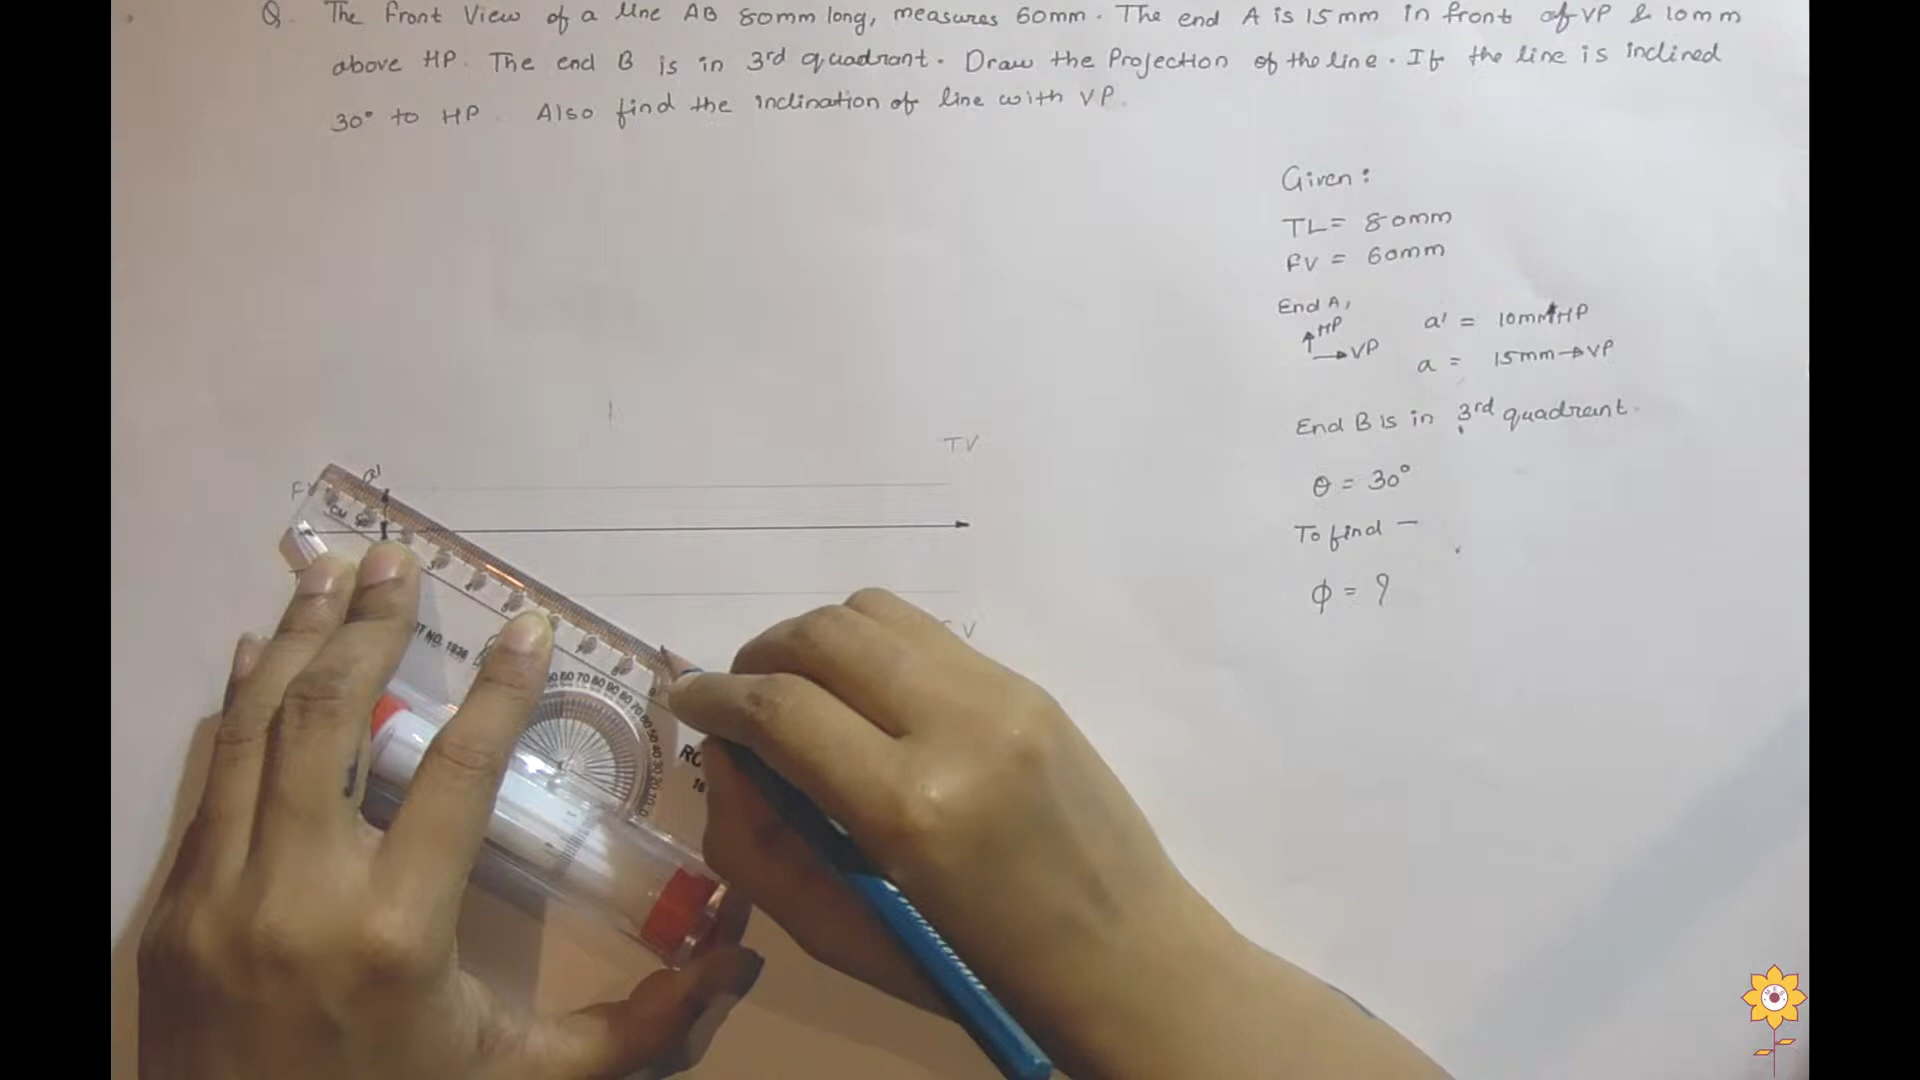 Q. The Front View of a line AB 80mm long, measures 60mm. The end A is 15mm in front of VP & 10mm
above HP. The end B is in 3rd quadrant. Draw the Projection of the line. If the line is inclined
30° to HP. Also find the inclination of line with VP.
Given:
TL = 80mm
FV = 60mm
End A,
↑HP
→VP
a' = 10mm↑HP
a = 15mm→VP
End B is in 3rd quadrant.
θ = 30°
To find —
ϕ = ?
TV
a'
CM